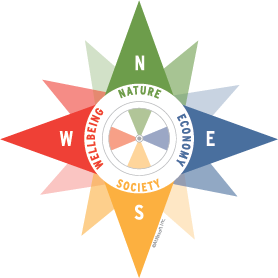 N
NATURE
W
WELLBEING
ECONOMY
E
SOCIETY
S